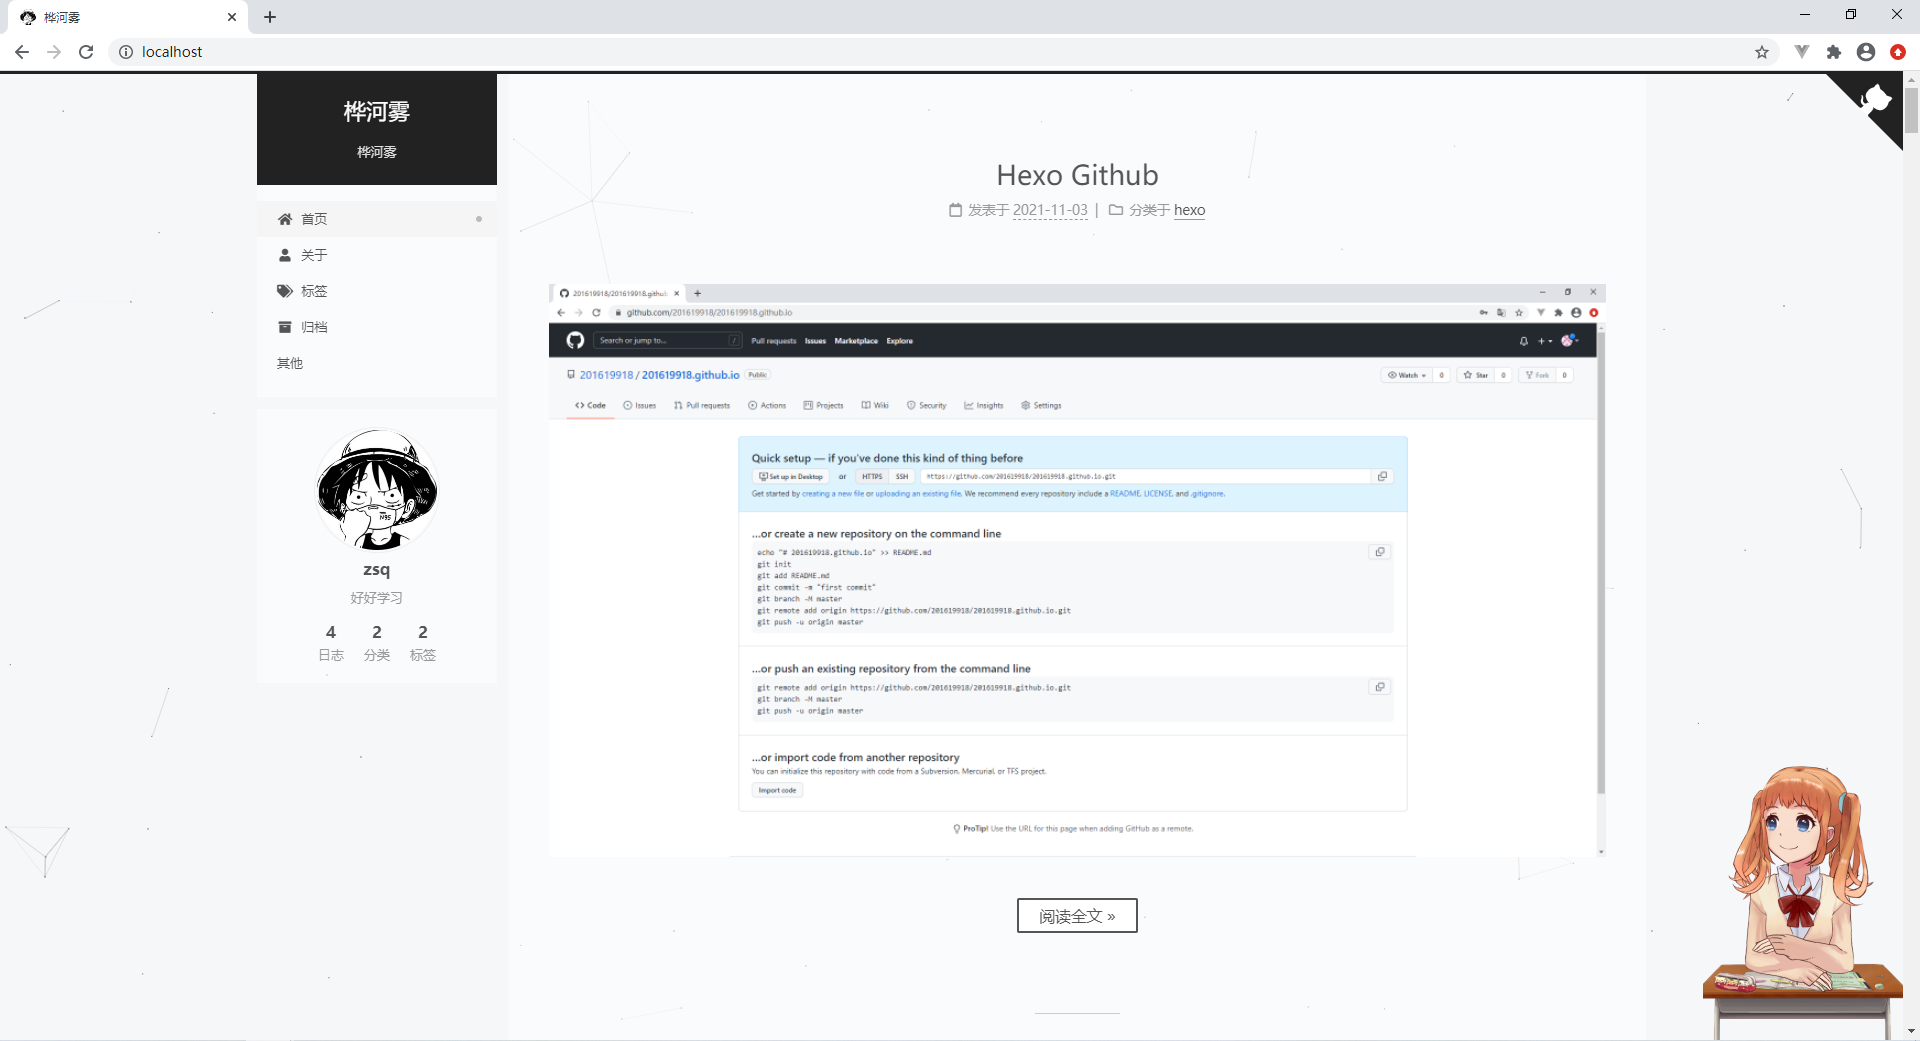 桦河雾
localhost
桦河雾
桦河雾
首页
关于
标签
归档
其他
zsq
好好学习
4 2 2
日志 分类 标签
Hexo Github
发表于 2021-11-03 | 分类于 hexo
201619918/201619918.github.
github.com/201619918/201619918.github.io
Search or jump to... / Pull requests Issues Marketplace Explore
201619918 / 201619918.github.io Public
Watch 0 Star 0 Fork 0
Code Issues Pull requests Actions Projects Wiki Security Insights Settings
Quick setup — if you've done this kind of thing before
Set up in Desktop or HTTPS SSH https://github.com/201619918/201619918.github.io.git
Get started by creating a new file or uploading an existing file. We recommend every repository include a README, LICENSE, and .gitignore.
...or create a new repository on the command line
echo "# 201619918.github.io" >> README.md
git init
git add README.md
git commit -m "first commit"
git branch -M master
git remote add origin https://github.com/201619918/201619918.github.io.git
git push -u origin master
...or push an existing repository from the command line
git remote add origin https://github.com/201619918/201619918.github.io.git
git branch -M master
git push -u origin master
...or import code from another repository
You can initialize this repository with code from a Subversion, Mercurial, or TFS project.
Import code
ProTip! Use the URL for this page when adding GitHub as a remote.
阅读全文 »